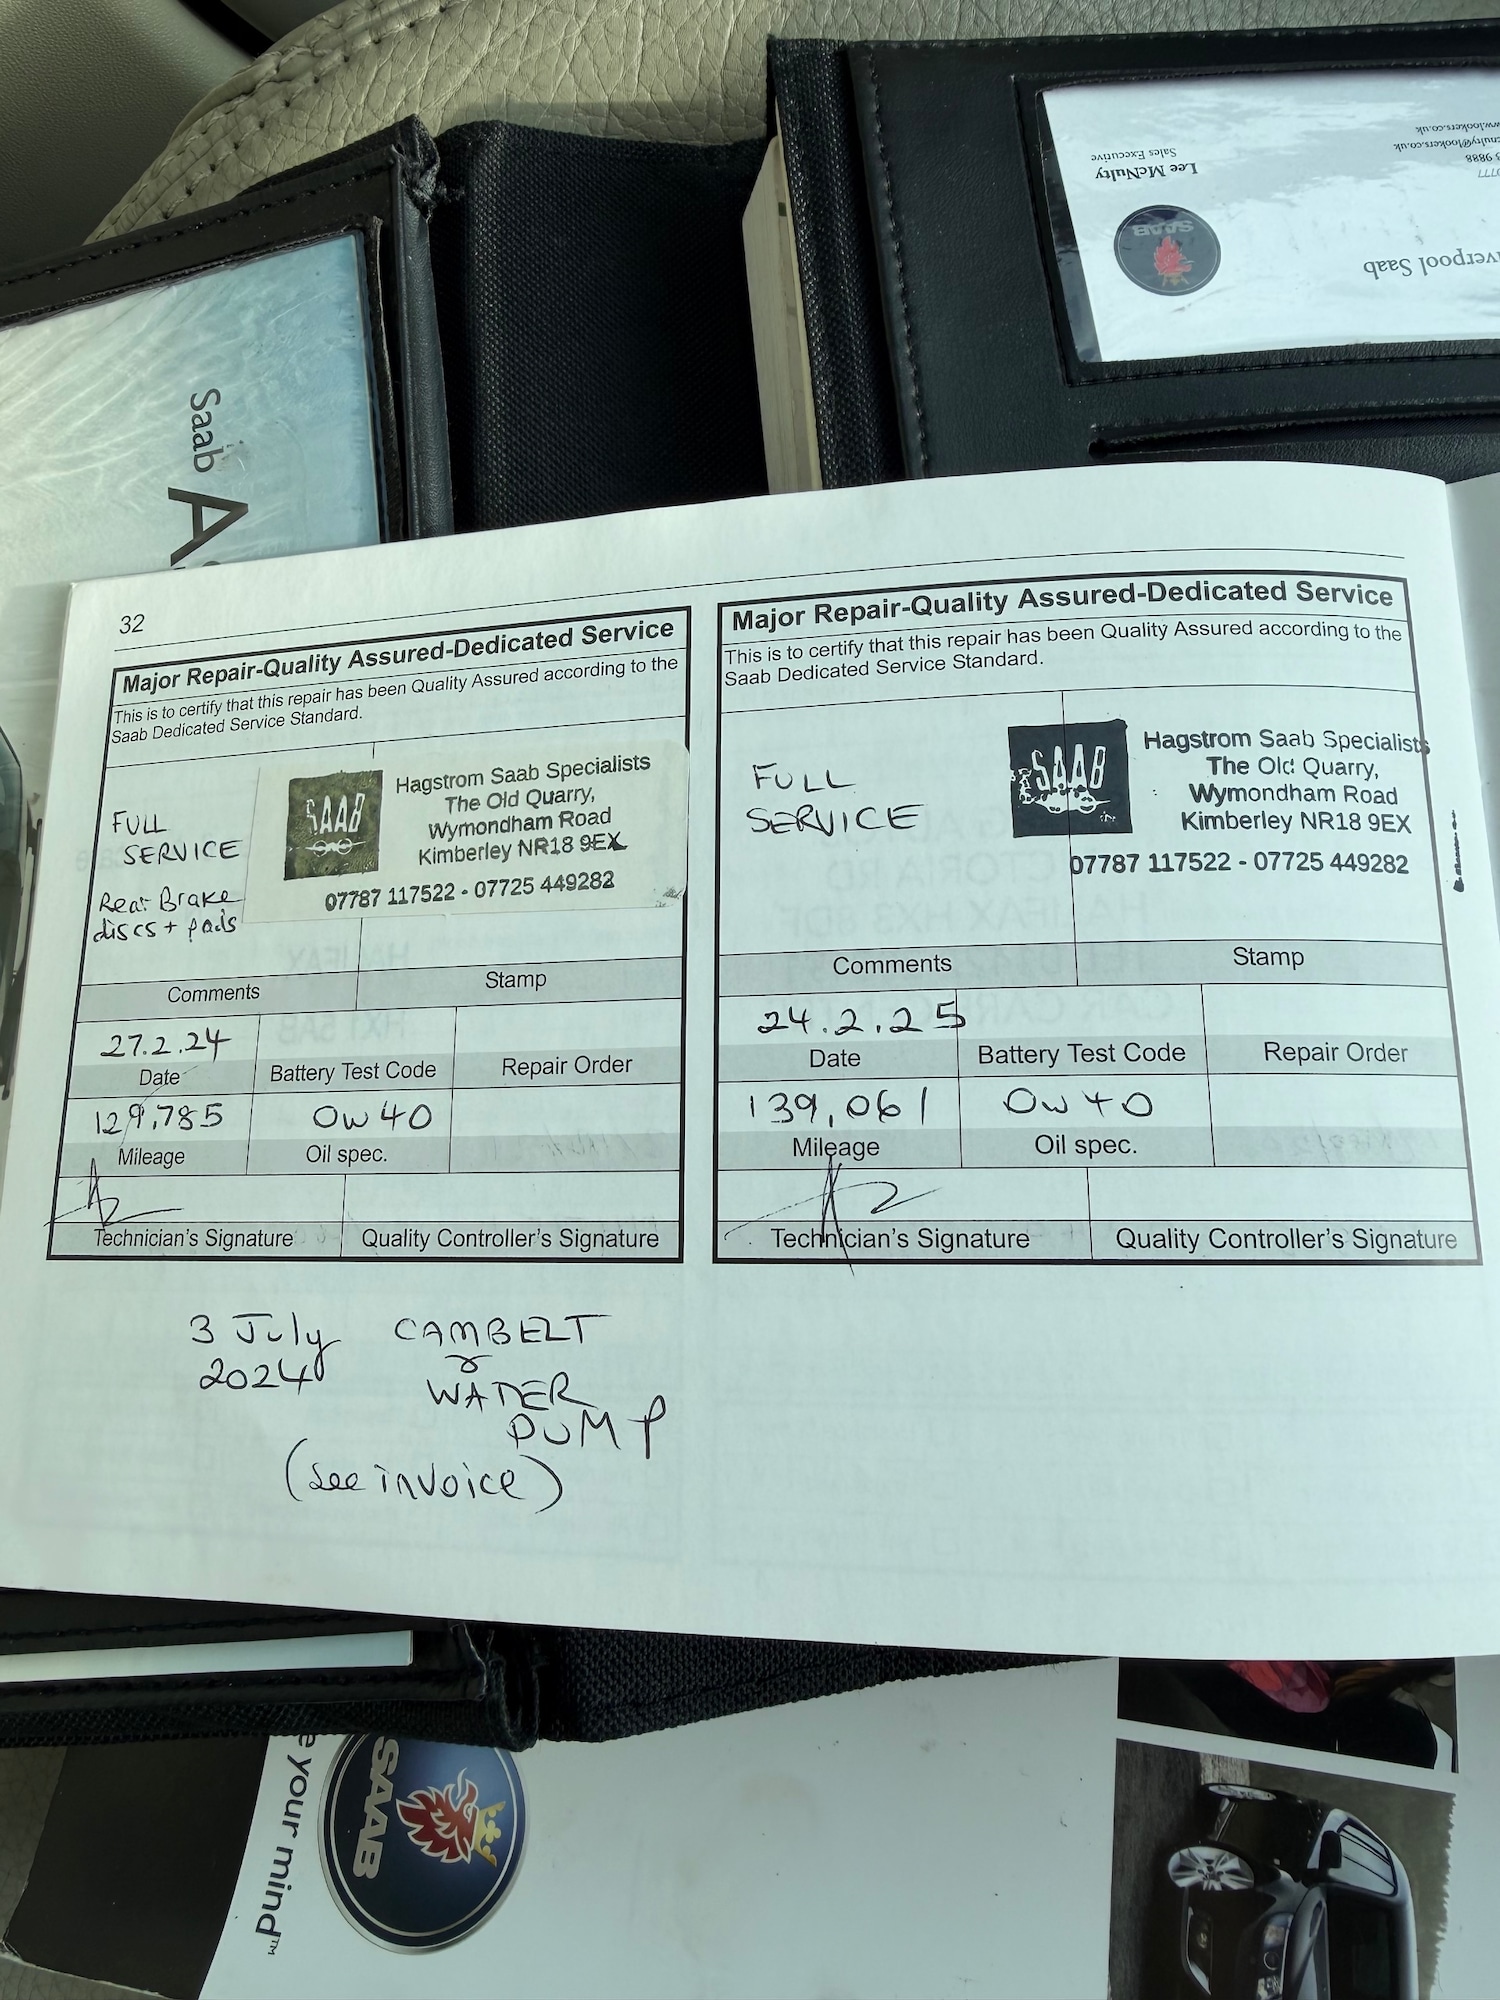 www.lookers.co.uk
9888
Lee McNulty
Sales Executive
SAAB
verpool Saab
Saab
32
Major Repair-Quality Assured-Dedicated Service
This is to certify that this repair has been Quality Assured according to the
Saab Dedicated Service Standard.
FULL
SERVICE
Rear Brake
discs + pads
SAAB
Hagstrom Saab Specialists
The Old Quarry,
Wymondham Road
Kimberley NR18 9EX
07787 117522 - 07725 449282
Comments
Stamp
27.2.24
Date
Battery Test Code
Repair Order
129,785
0w40
Mileage
Oil spec.
Technician's Signature
Quality Controller's Signature
3 July
2024
CAMBELT
&
WATER
PUMP
(see invoice)
Major Repair-Quality Assured-Dedicated Service
This is to certify that this repair has been Quality Assured according to the
Saab Dedicated Service Standard.
FULL
SERVICE
SAAB
Hagstrom Saab Specialists
The Old Quarry,
Wymondham Road
Kimberley NR18 9EX
07787 117522 - 07725 449282
Comments
Stamp
24.2.25
Date
Battery Test Code
Repair Order
139,061
0w40
Mileage
Oil spec.
Technician's Signature
Quality Controller's Signature
e your mind™
SAAB